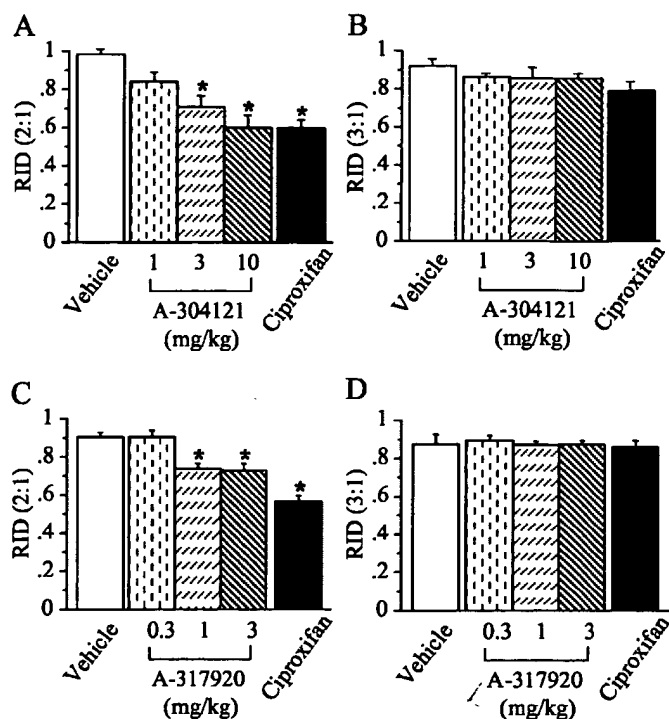 A
RID (2:1)
1
.8
.6
.4
.2
0
*
*
*
Vehicle
1
3
10
Ciproxifan
A-304121
(mg/kg)
B
RID (3:1)
1
.8
.6
.4
.2
0
Vehicle
1
3
10
Ciproxifan
A-304121
(mg/kg)
C
RID (2:1)
1
.8
.6
.4
.2
0
*
*
*
Vehicle
0.3
1
3
Ciproxifan
A-317920
(mg/kg)
D
RID (3:1)
1
.8
.6
.4
.2
0
Vehicle
0.3
1
3
Ciproxifan
A-317920
(mg/kg)